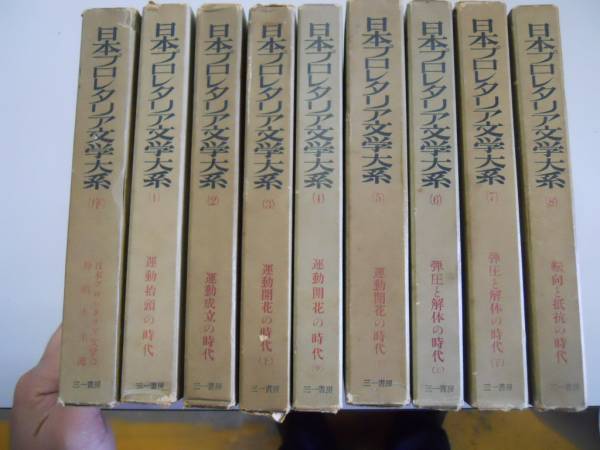 日本プロレタリア文学大系
(序)
三一書房
日本プロレタリア文学大系
(1)
運動抬頭の時代
三一書房
日本プロレタリア文学大系
(2)
運動成立の時代
三一書房
日本プロレタリア文学大系
(3)
運動開花の時代
三一書房
日本プロレタリア文学大系
(4)
運動開花の時代
三一書房
日本プロレタリア文学大系
(5)
運動開花の時代
三一書房
日本プロレタリア文学大系
(6)
弾圧と解体の時代(上)
三一書房
日本プロレタリア文学大系
(7)
弾圧と解体の時代(下)
三一書房
日本プロレタリア文学大系
(8)
転向と抵抗の時代
三一書房